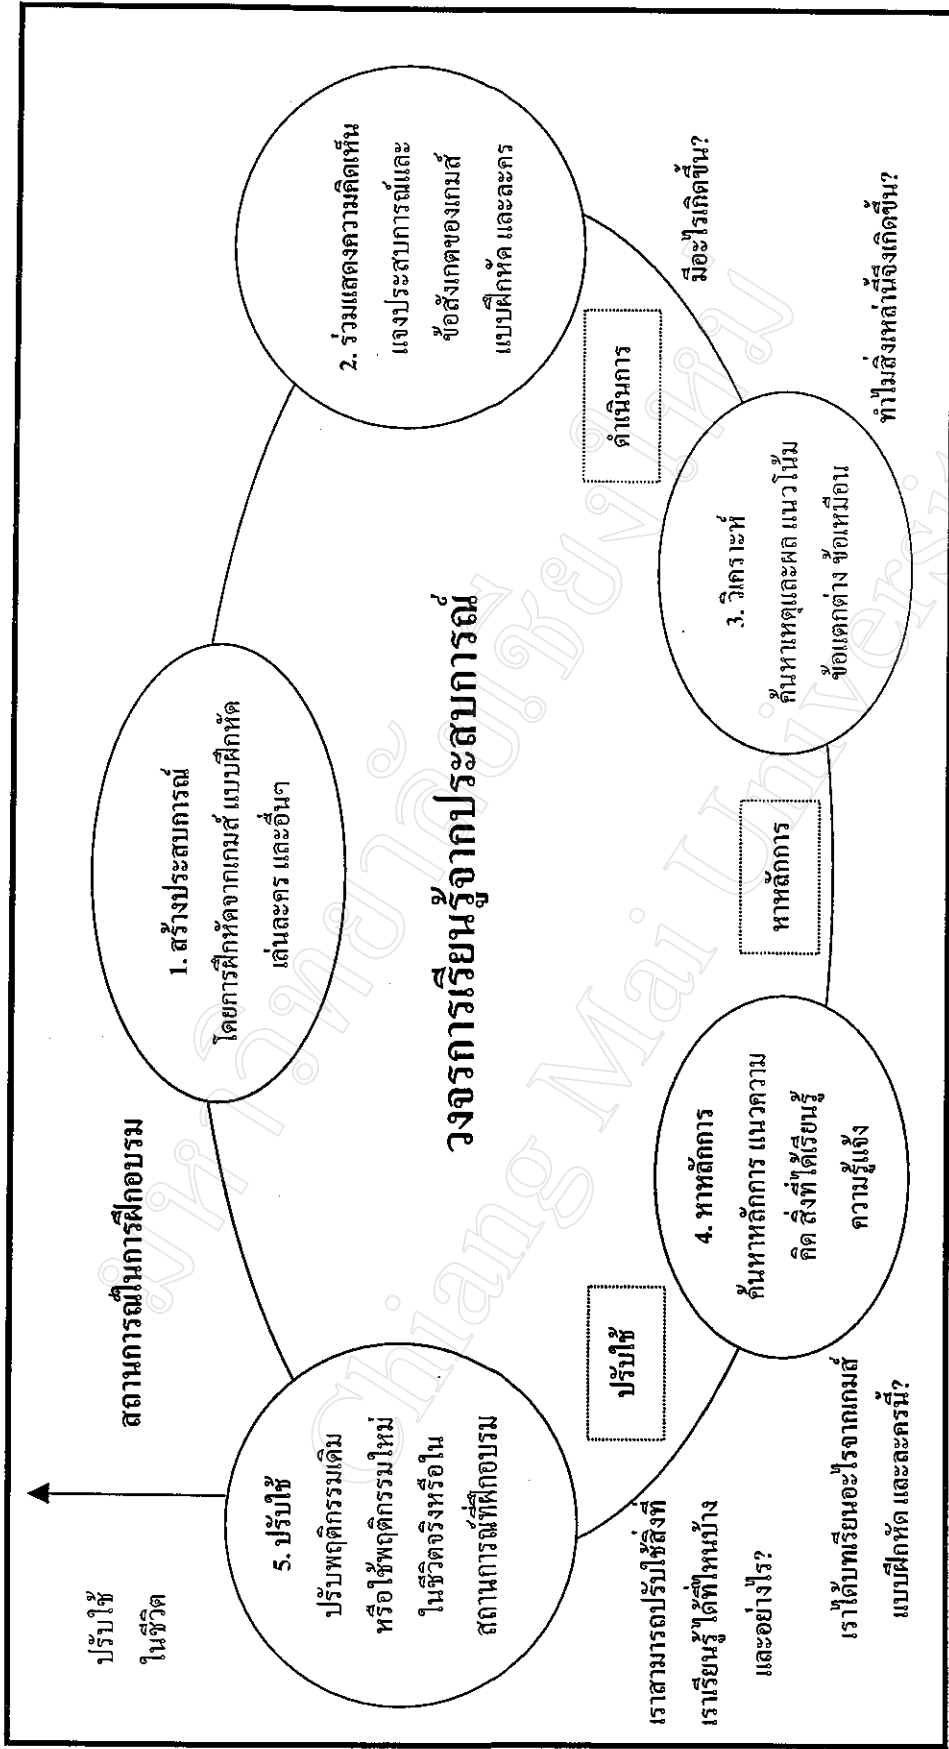 สถานการณ์ในการฝึกอบรม
ปรับใช้
ในชีวิต
1. สร้างประสบการณ์
โดยการฝึกหัดจากเกมส์ แบบฝึกหัด
เล่นละคร และอื่นๆ
2. ร่วมแสดงความคิดเห็น
แจงประสบการณ์และ
ข้อสังเกตของเกมส์
แบบฝึกหัด และละคร
มีอะไรเกิดขึ้น?
ดำเนินการ
วงจรการเรียนรู้จากประสบการณ์
3. วิเคราะห์
ค้นหาเหตุและผล แนวโน้ม
ข้อแตกต่าง ข้อเหมือน
ทำไมสิ่งเหล่านี้จึงเกิดขึ้น?
หาหลักการ
4. หาหลักการ
ค้นหาหลักการ แนวความ
คิด สิ่งที่ได้เรียนรู้
ความรู้แจ้ง
เราได้บทเรียนอะไรจากเกมส์
แบบฝึกหัด และละครนี้?
ปรับใช้
5. ปรับใช้
ปรับพฤติกรรมเดิม
หรือใช้พฤติกรรมใหม่
ในชีวิตจริงหรือใน
สถานการณ์ที่ฝึกอบรม
เราสามารถปรับใช้สิ่งที่
เราเรียนรู้ ได้ที่ไหนบ้าง
และอย่างไร?
มหาวิทยาลัยเชียงใหม่
Chiang Mai Universi